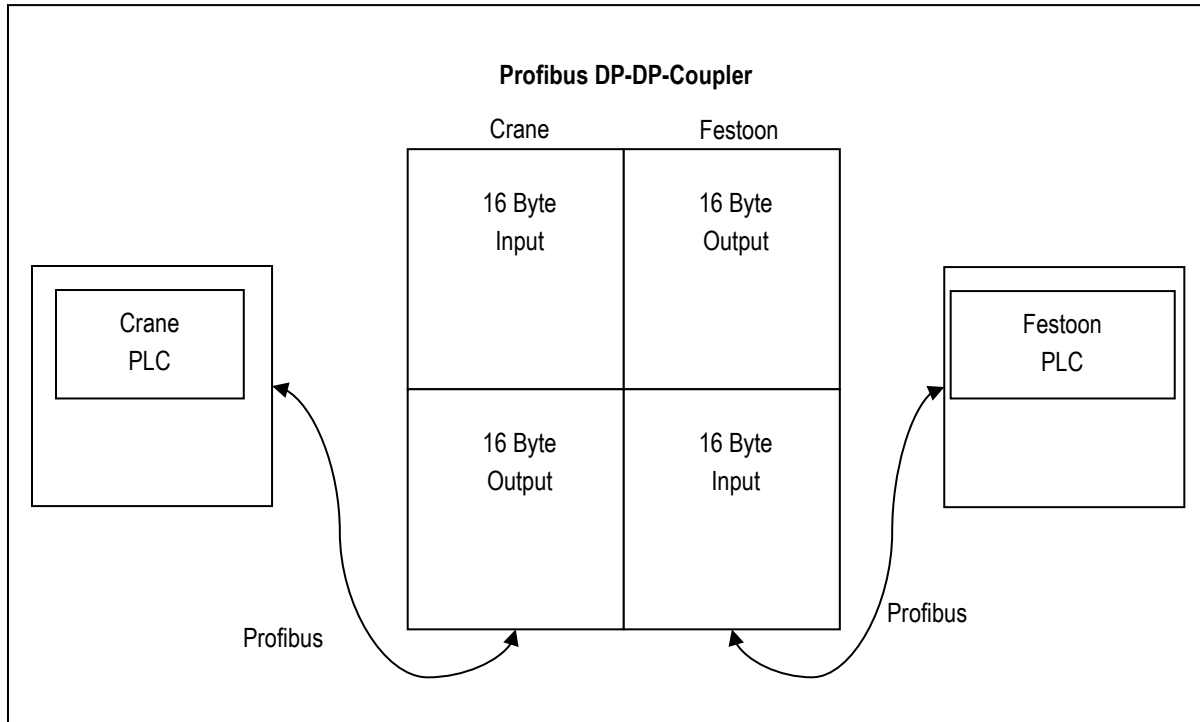 Profibus DP-DP-Coupler
Crane
Festoon
16 Byte
Input
16 Byte
Output
Crane
PLC
Festoon
PLC
16 Byte
Output
16 Byte
Input
Profibus
Profibus